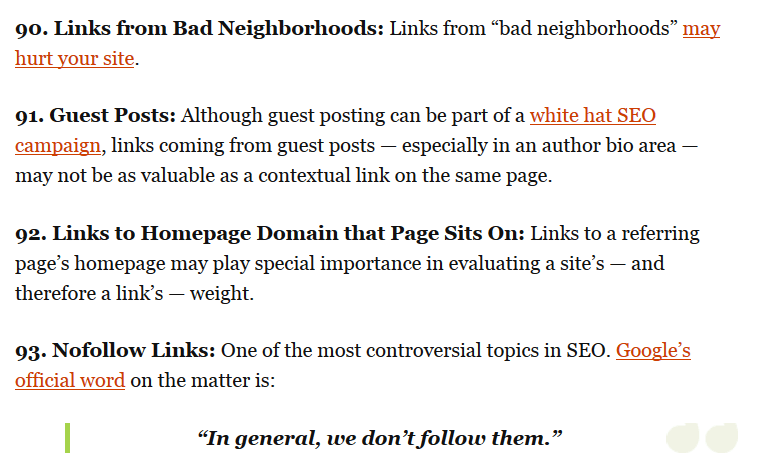 90. Links from Bad Neighborhoods: Links from “bad neighborhoods” may
hurt your site.
91. Guest Posts: Although guest posting can be part of a white hat SEO
campaign, links coming from guest posts — especially in an author bio area —
may not be as valuable as a contextual link on the same page.
92. Links to Homepage Domain that Page Sits On: Links to a referring
page’s homepage may play special importance in evaluating a site’s — and
therefore a link’s — weight.
93. Nofollow Links: One of the most controversial topics in SEO. Google’s
official word on the matter is:
“In general, we don’t follow them.”